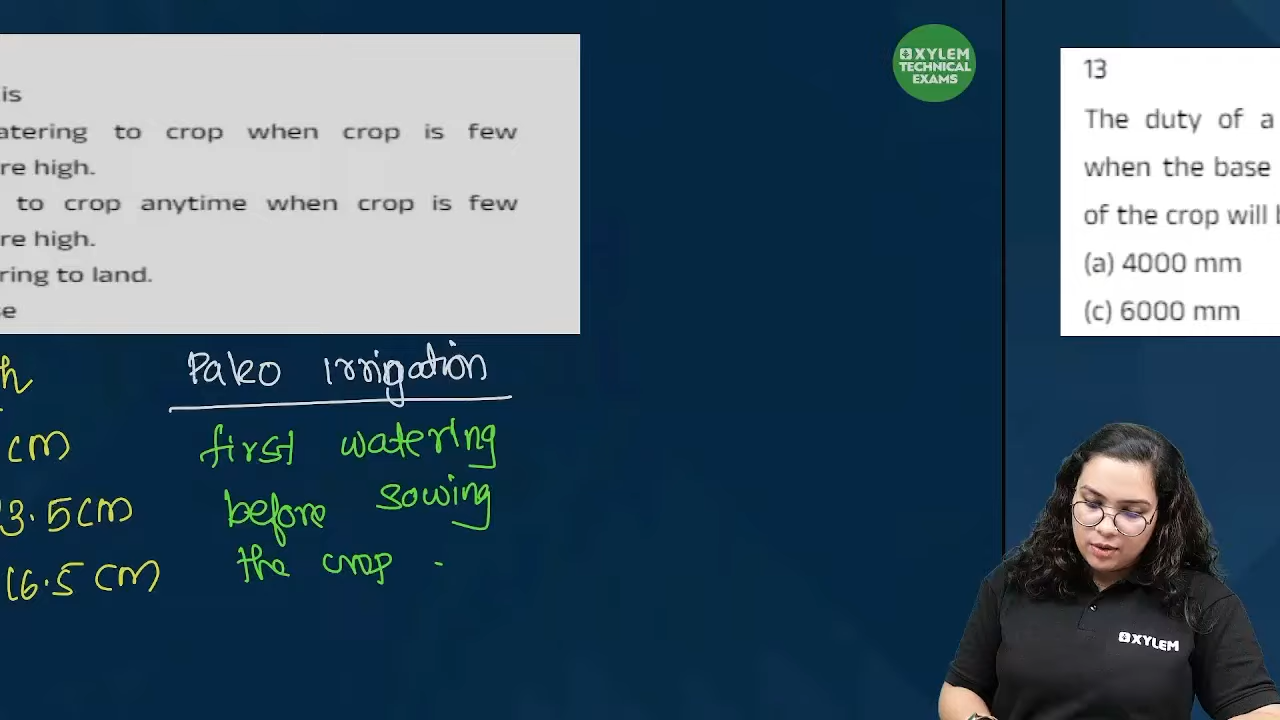 is
atering to crop when crop is few
re high.
to crop anytime when crop is few
re high.
ring to land.
se
h
cm
3.5 cm
16.5 cm
Paleo irrigation
first watering
before sowing
the crop .
XYLEM
TECHNICAL
EXAMS
13
The duty of a
when the base
of the crop will b
(a) 4000 mm
(c) 6000 mm
XYLEM